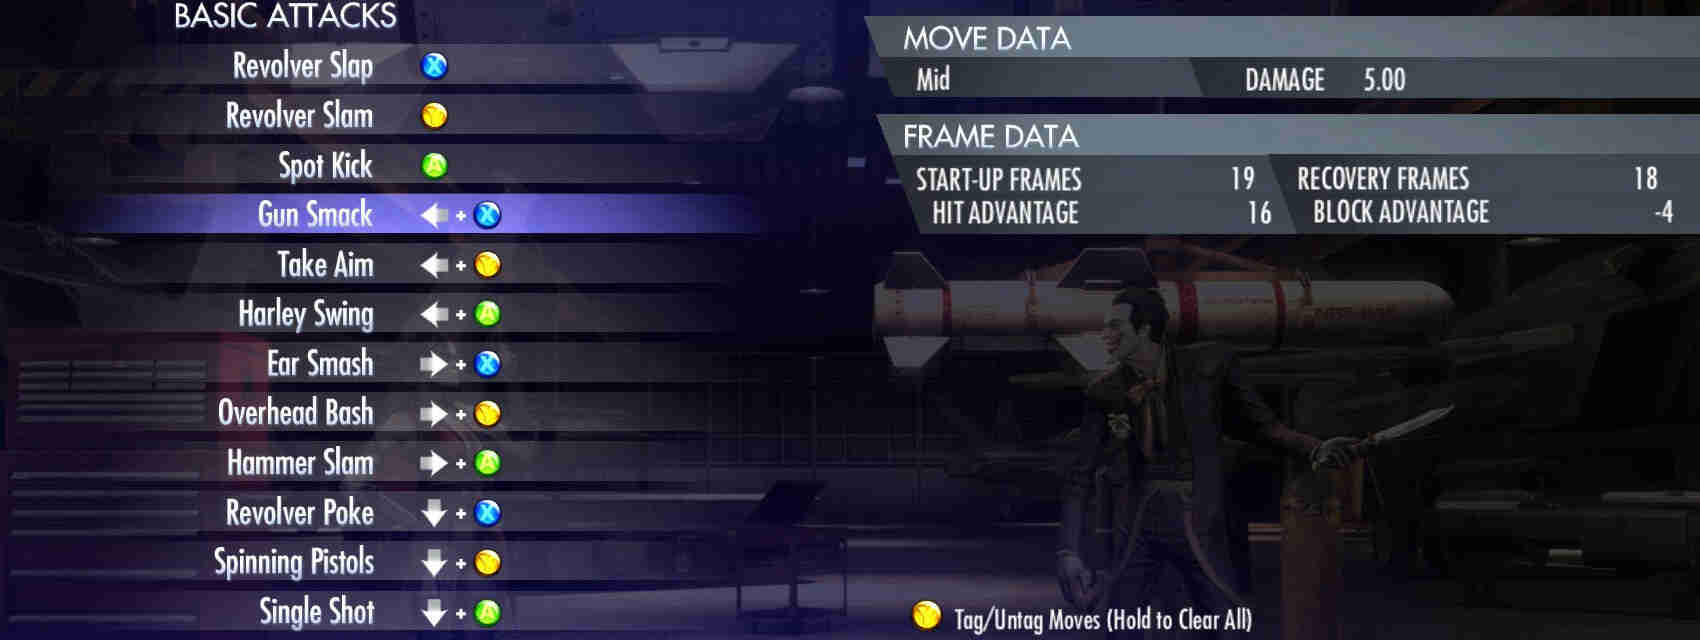 BASIC ATTACKS
Revolver Slap X
Revolver Slam Y
Spot Kick A
Gun Smack + X
Take Aim + Y
Harley Swing + A
Ear Smash + X
Overhead Bash + Y
Hammer Slam + A
Revolver Poke + X
Spinning Pistols + Y
Single Shot + A
MOVE DATA
Mid DAMAGE 5.00
FRAME DATA
START-UP FRAMES 19 RECOVERY FRAMES 18
HIT ADVANTAGE 16 BLOCK ADVANTAGE -4
Y Tag/Untag Moves (Hold to Clear All)